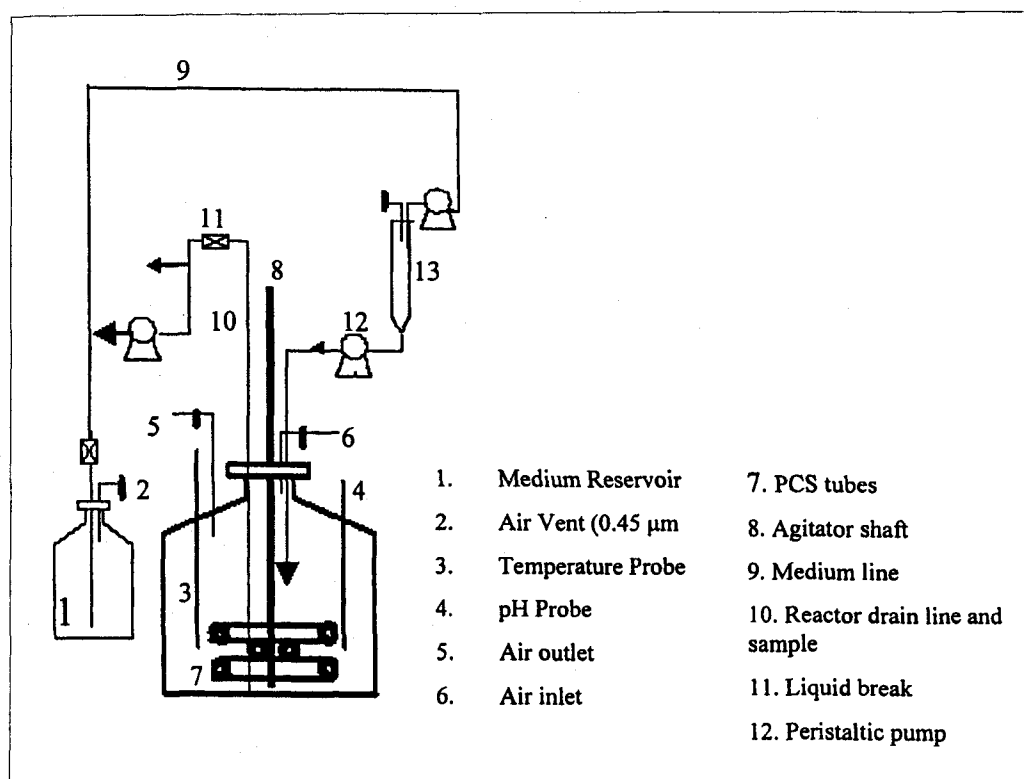 9
11
8
13
10
12
5
6
2
4
1
3
7
1. Medium Reservoir
2. Air Vent (0.45 µm
3. Temperature Probe
4. pH Probe
5. Air outlet
6. Air inlet
7. PCS tubes
8. Agitator shaft
9. Medium line
10. Reactor drain line and
sample
11. Liquid break
12. Peristaltic pump